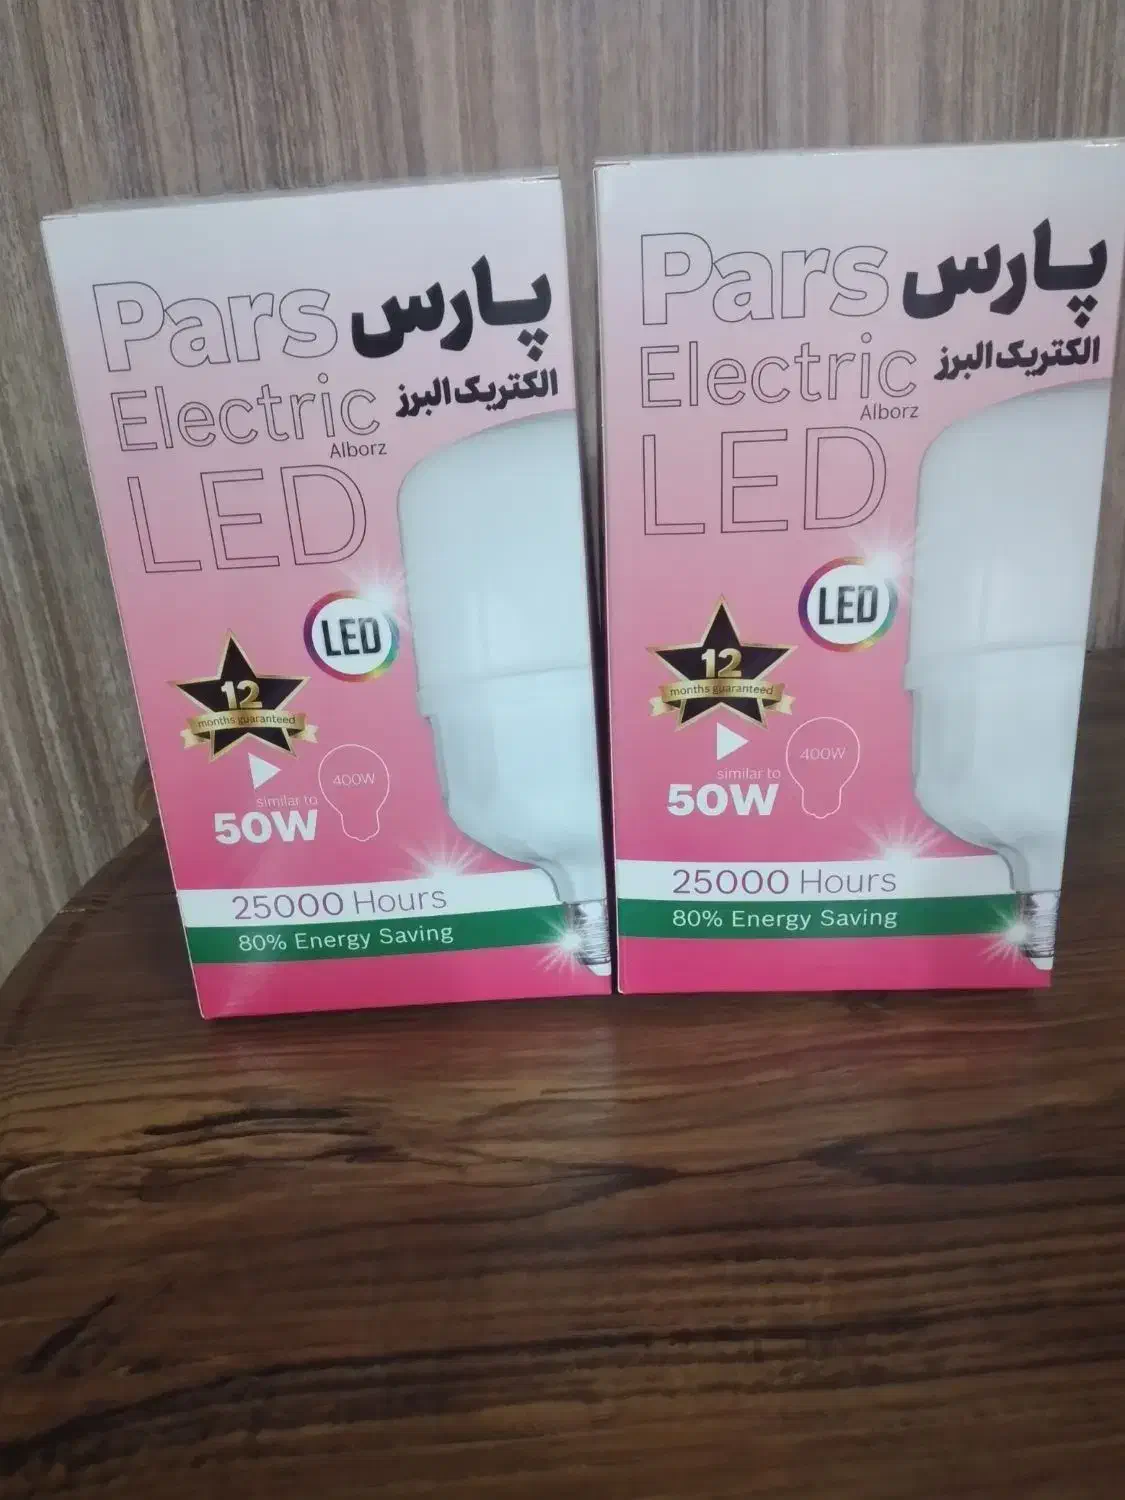 Pars پارس
Electric الکتریک البرز
Alborz
LED
LED
12
months guaranteed
similar to
50W
400W
25000 Hours
80% Energy Saving
Pars پارس
Electric الکتریک البرز
Alborz
LED
LED
12
months guaranteed
similar to
50W
400W
25000 Hours
80% Energy Saving